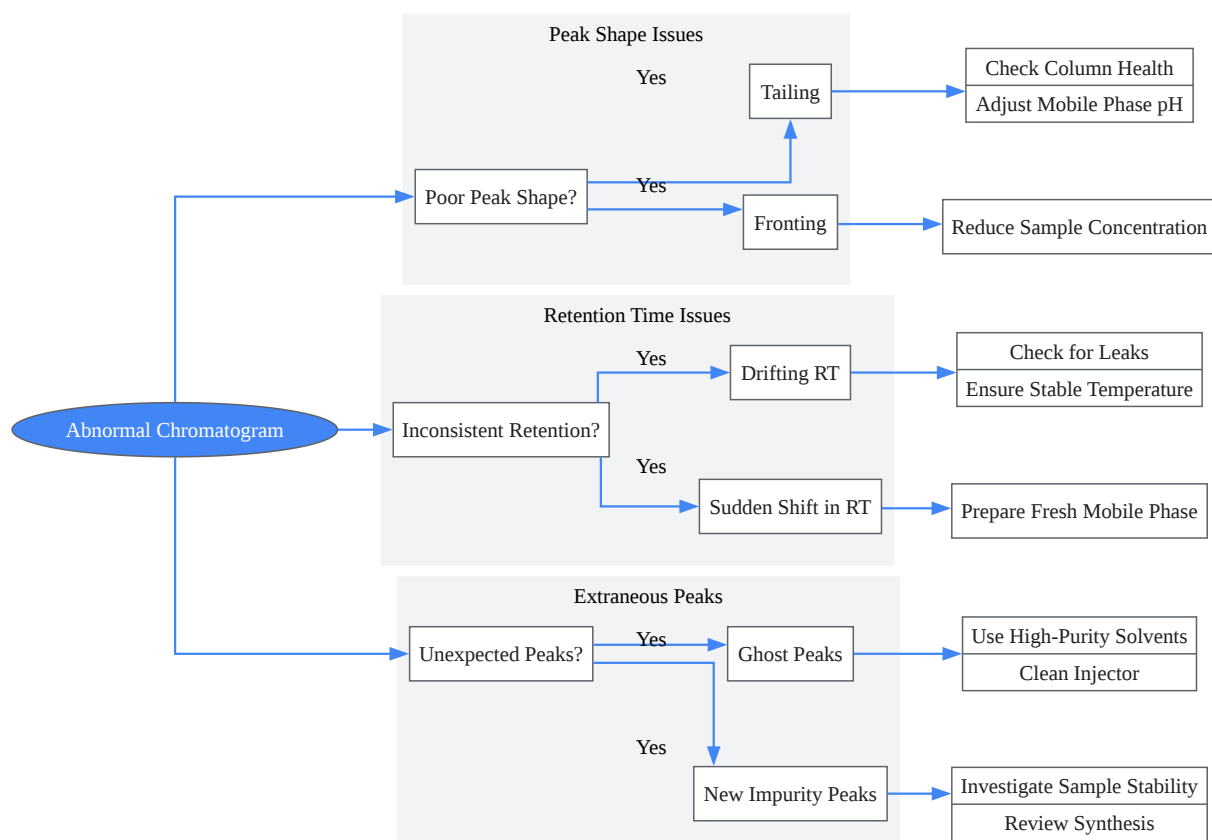 Peak Shape Issues
Yes
Tailing
Check Column Health
Adjust Mobile Phase pH
Poor Peak Shape?
Yes
Fronting
Reduce Sample Concentration
Retention Time Issues
Yes
Drifting RT
Check for Leaks
Ensure Stable Temperature
Abnormal Chromatogram
Inconsistent Retention?
Yes
Sudden Shift in RT
Prepare Fresh Mobile Phase
Extraneous Peaks
Unexpected Peaks?
Yes
Ghost Peaks
Use High-Purity Solvents
Clean Injector
Yes
New Impurity Peaks
Investigate Sample Stability
Review Synthesis